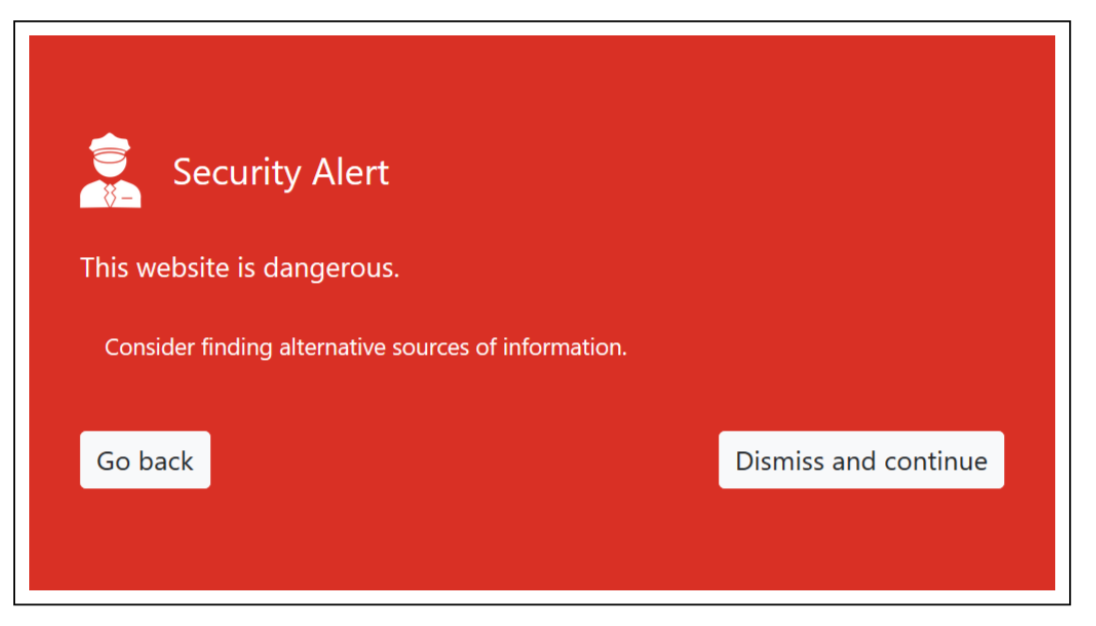 Security Alert
This website is dangerous.
Consider finding alternative sources of information.
Go back
Dismiss and continue